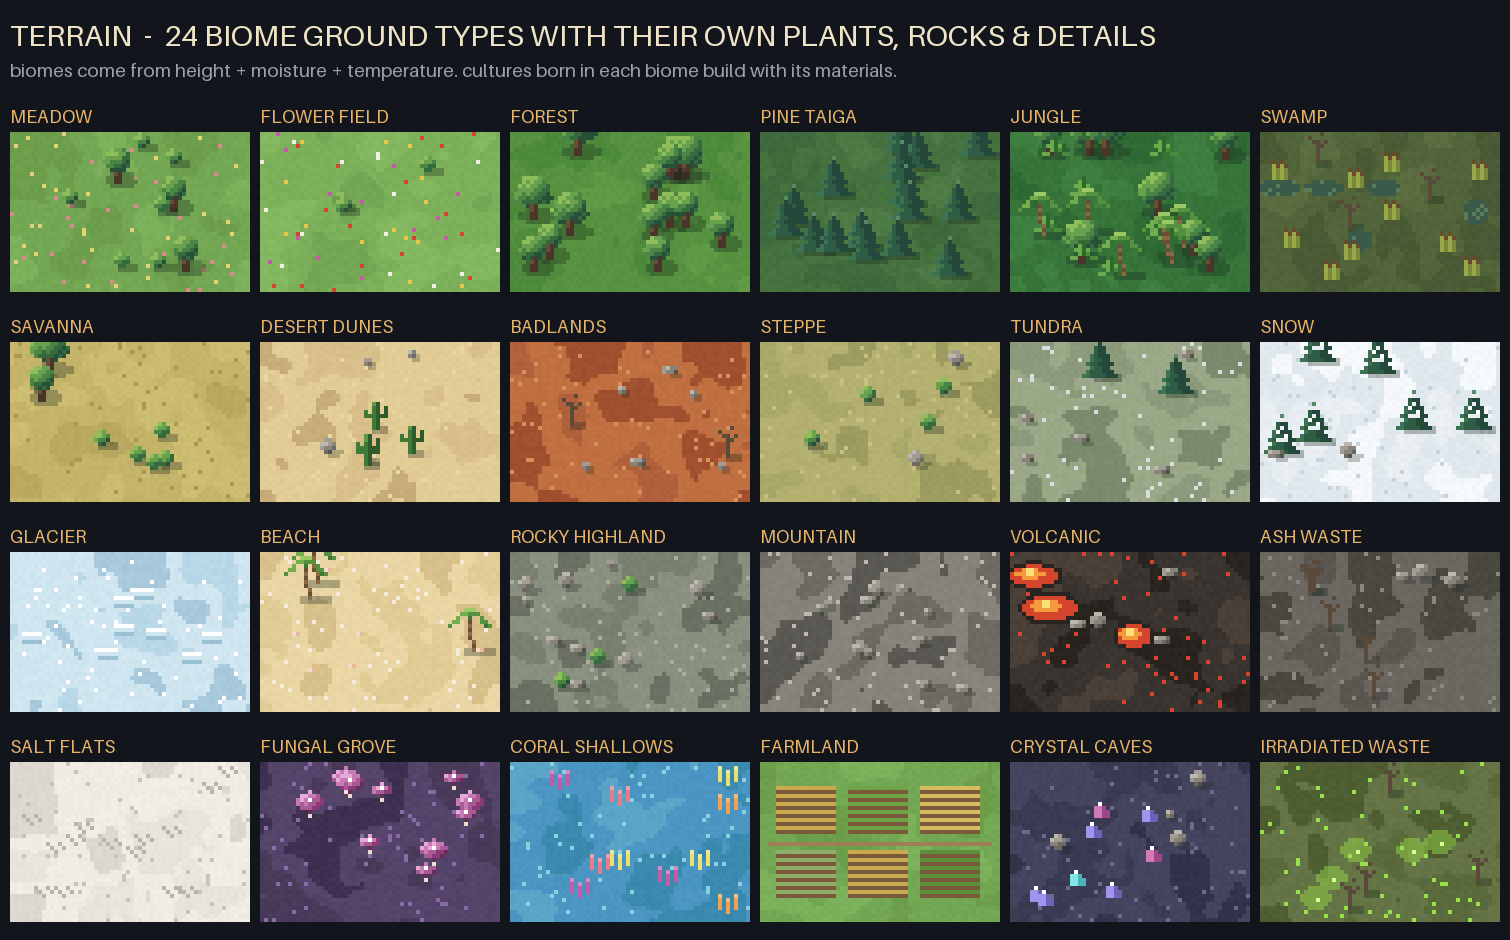 TERRAIN - 24 BIOME GROUND TYPES WITH THEIR OWN PLANTS, ROCKS & DETAILS
biomes come from height + moisture + temperature. cultures born in each biome build with its materials.
MEADOW
FLOWER FIELD
FOREST
PINE TAIGA
JUNGLE
SWAMP
SAVANNA
DESERT DUNES
BADLANDS
STEPPE
TUNDRA
SNOW
GLACIER
BEACH
ROCKY HIGHLAND
MOUNTAIN
VOLCANIC
ASH WASTE
SALT FLATS
FUNGAL GROVE
CORAL SHALLOWS
FARMLAND
CRYSTAL CAVES
IRRADIATED WASTE